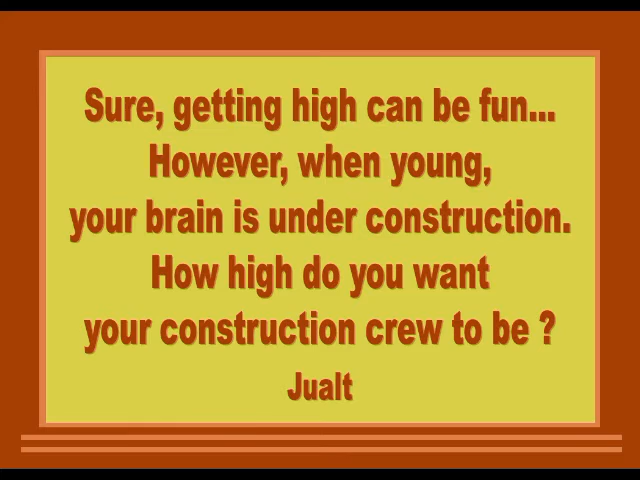 Sure, getting high can be fun...
However, when young,
your brain is under construction.
How high do you want
your construction crew to be ?
Jualt